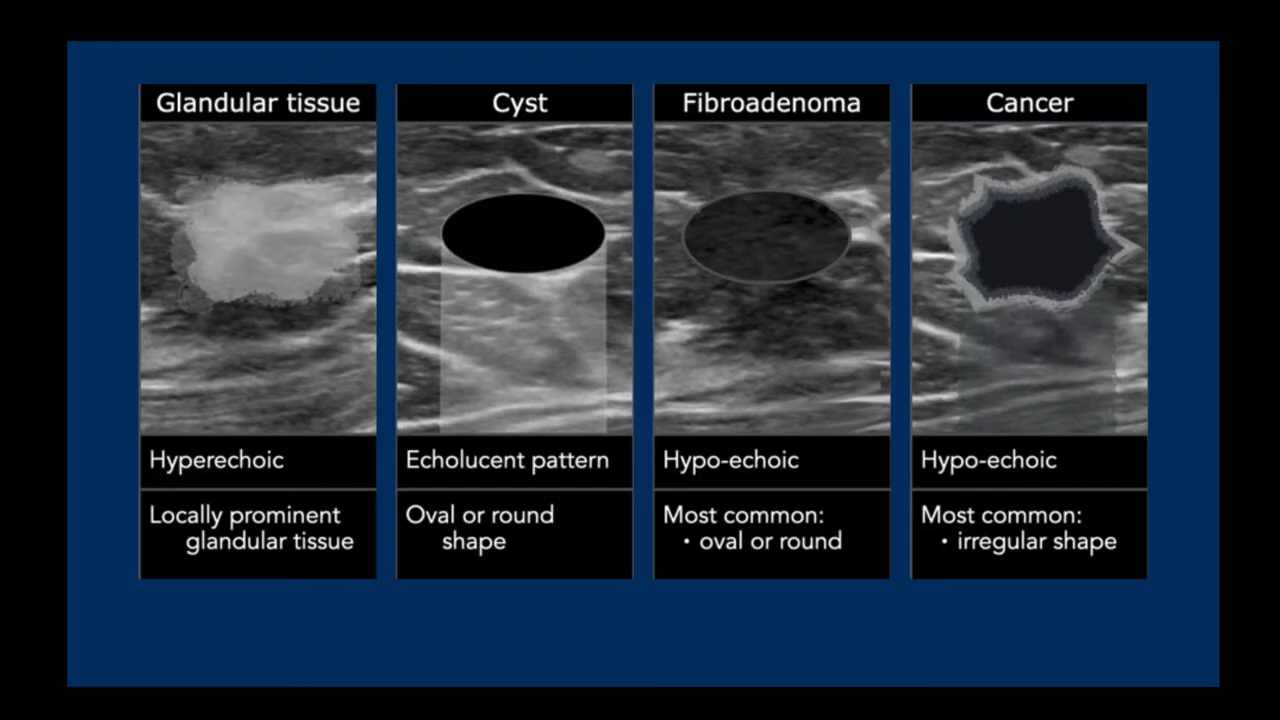 Glandular tissue
Hyperechoic
Locally prominent
glandular tissue
Cyst
Echolucent pattern
Oval or round
shape
Fibroadenoma
Hypo-echoic
Most common:
• oval or round
Cancer
Hypo-echoic
Most common:
• irregular shape